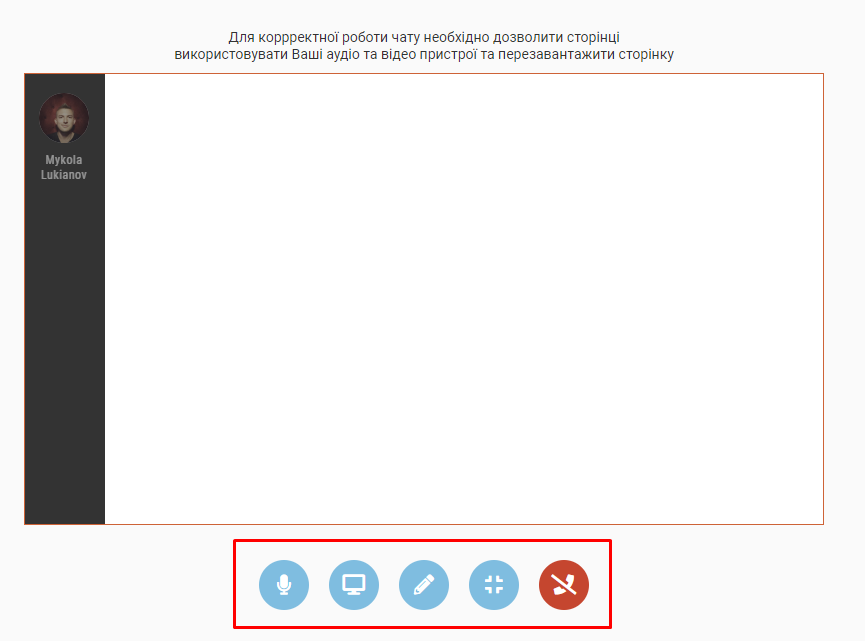 Для коррректної роботи чату необхідно дозволити сторінці
використовувати Ваші аудіо та відео пристрої та перезавантажити сторінку
Mykola
Lukianov